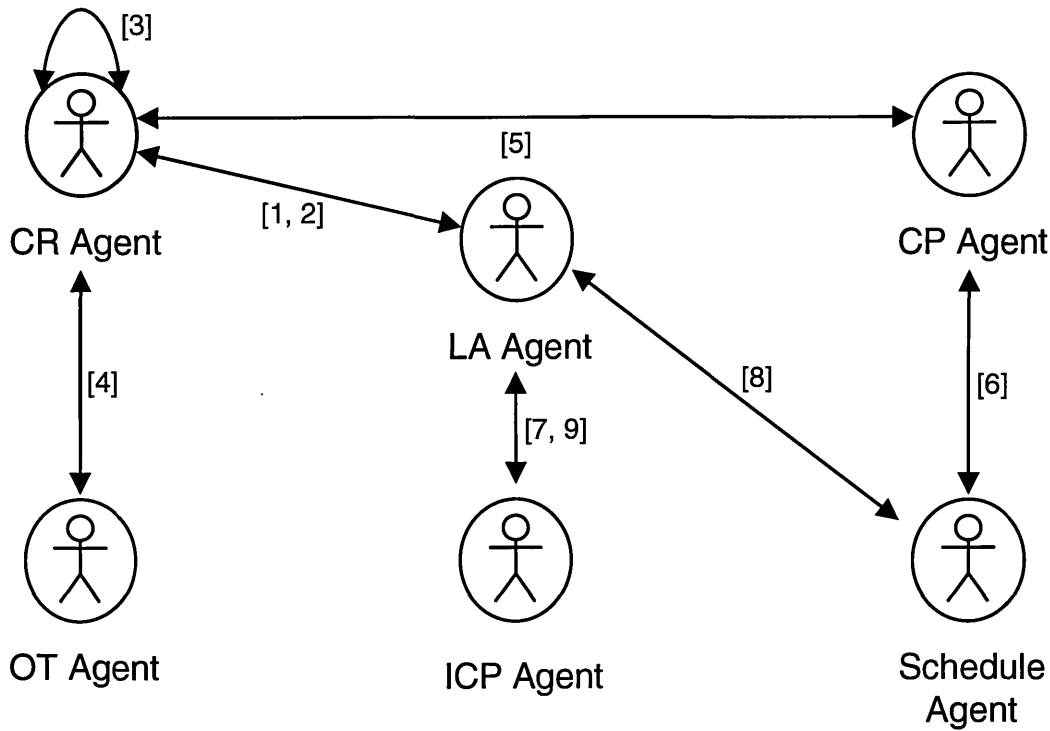 [3]
[5]
[1, 2]
CR Agent
CP Agent
LA Agent
[4]
[8]
[6]
[7, 9]
OT Agent
ICP Agent
Schedule
Agent